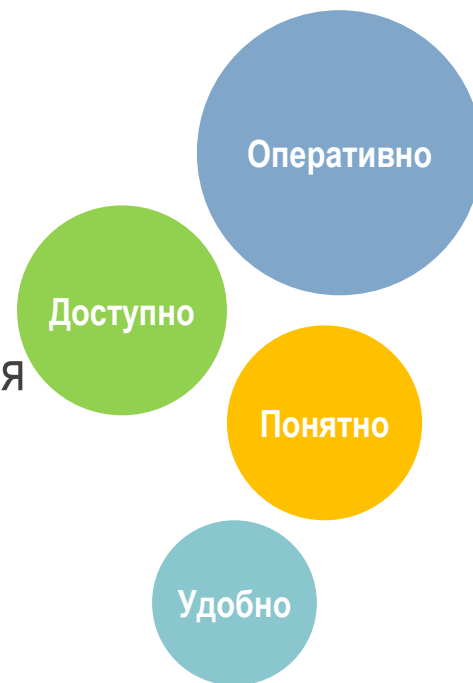 Оперативно
Доступно
я
Понятно
Удобно